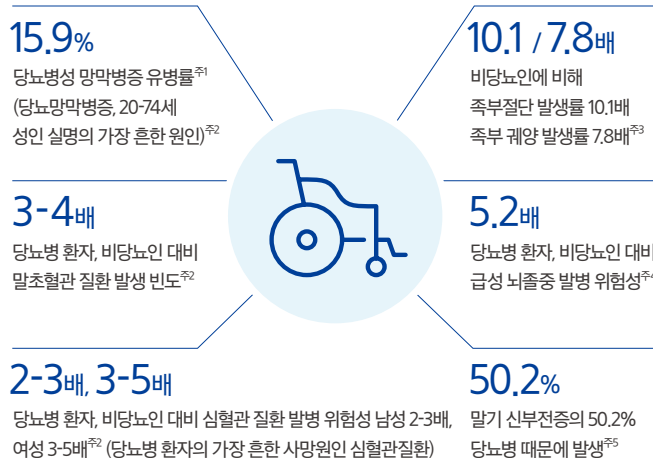 15.9%
당뇨병성 망막병증 유병률주1
(당뇨망막병증, 20-74세
성인 실명의 가장 흔한 원인)주2
10.1 / 7.8배
비당뇨인에 비해
족부절단 발생률 10.1배
족부 궤양 발생률 7.8배주3
3-4배
당뇨병 환자, 비당뇨인 대비
말초혈관 질환 발생 빈도주2
5.2배
당뇨병 환자, 비당뇨인 대비
급성 뇌졸중 발병 위험성주4
2-3배, 3-5배
당뇨병 환자, 비당뇨인 대비 심혈관 질환 발병 위험성 남성 2-3배,
여성 3-5배주2 (당뇨병 환자의 가장 흔한 사망원인 심혈관질환)
50.2%
말기 신부전증의 50.2%
당뇨병 때문에 발생주5